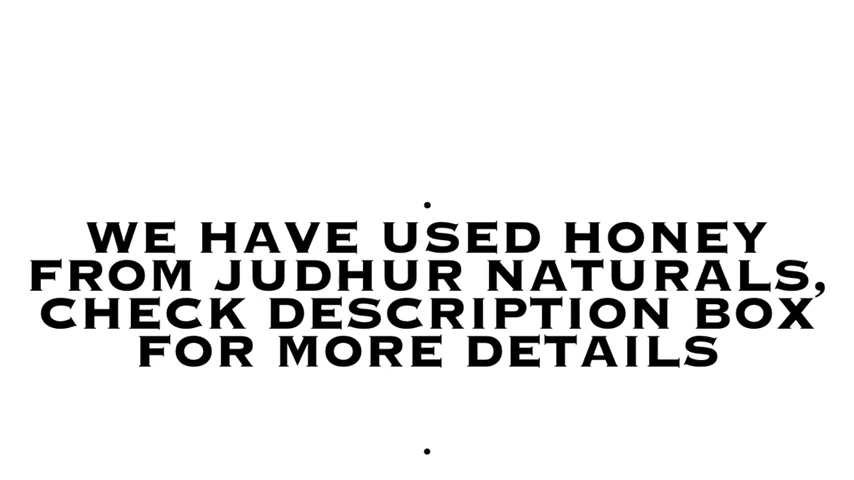 .
WE HAVE USED HONEY
FROM JUDHUR NATURALS,
CHECK DESCRIPTION BOX
FOR MORE DETAILS
.